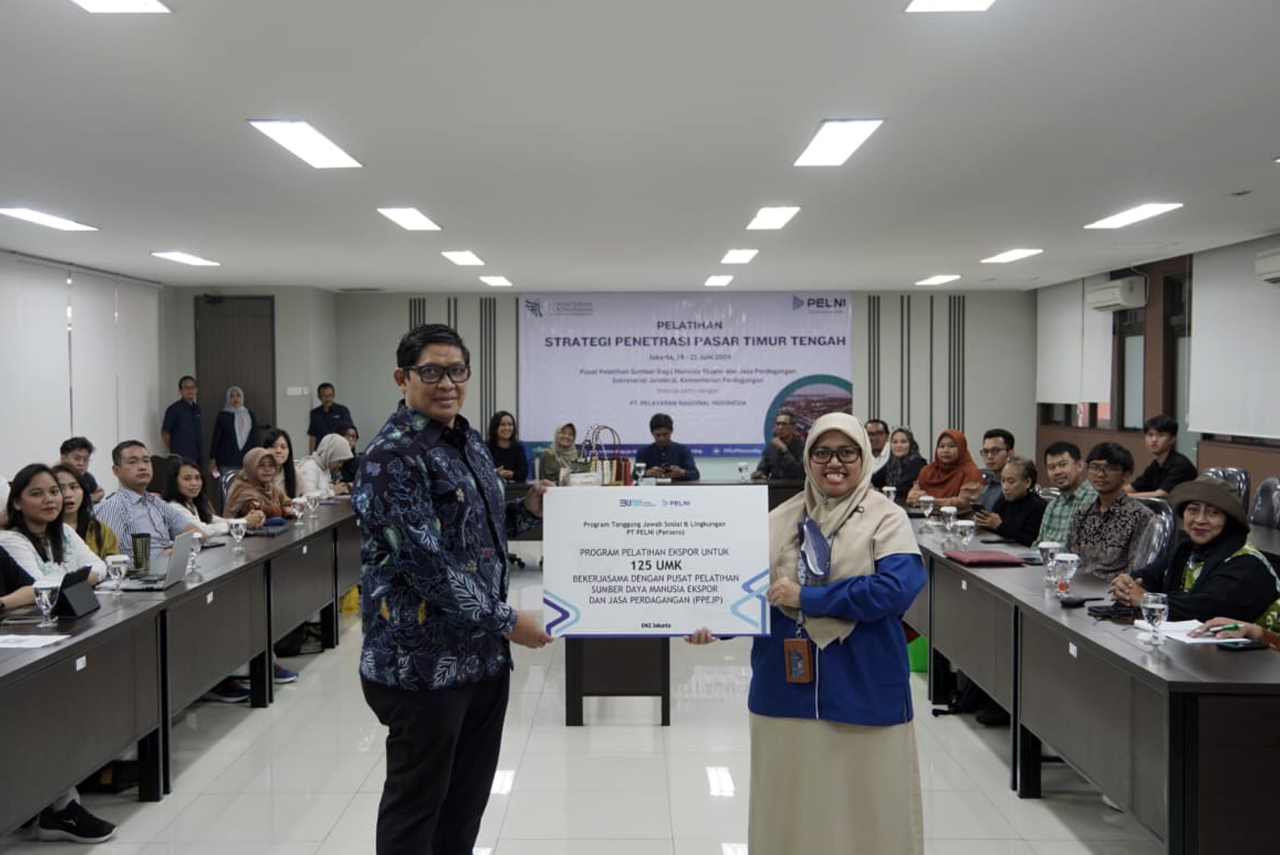 KEMENTERIAN
PERDAGANGAN
PELNI
PELATIHAN
STRATEGI PENETRASI PASAR TIMUR TENGAH
Jakarta, 19 - 21 Juni 2024
Pusat Pelatihan Sumber Daya Manusia Ekspor dan Jasa Perdagangan
Sekretariat Jenderal, Kementerian Perdagangan
PT. PELAYARAN NASIONAL INDONESIA
BUMN PELNI
Program Tanggung Jawab Sosial & Lingkungan
PT PELNI (Persero)
PROGRAM PELATIHAN EKSPOR UNTUK
125 UMK
BEKERJASAMA DENGAN PUSAT PELATIHAN
SUMBER DAYA MANUSIA EKSPOR
DAN JASA PERDAGANGAN (PPEJP)
DKI Jakarta